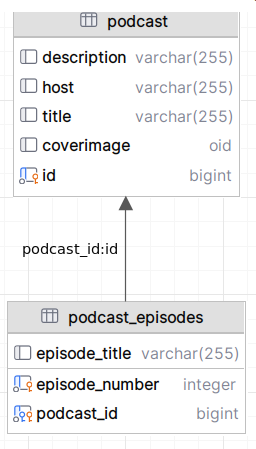 podcast
description varchar(255)
host varchar(255)
title varchar(255)
coverimage oid
id bigint
podcast_id:id
podcast_episodes
episode_title varchar(255)
episode_number integer
podcast_id bigint